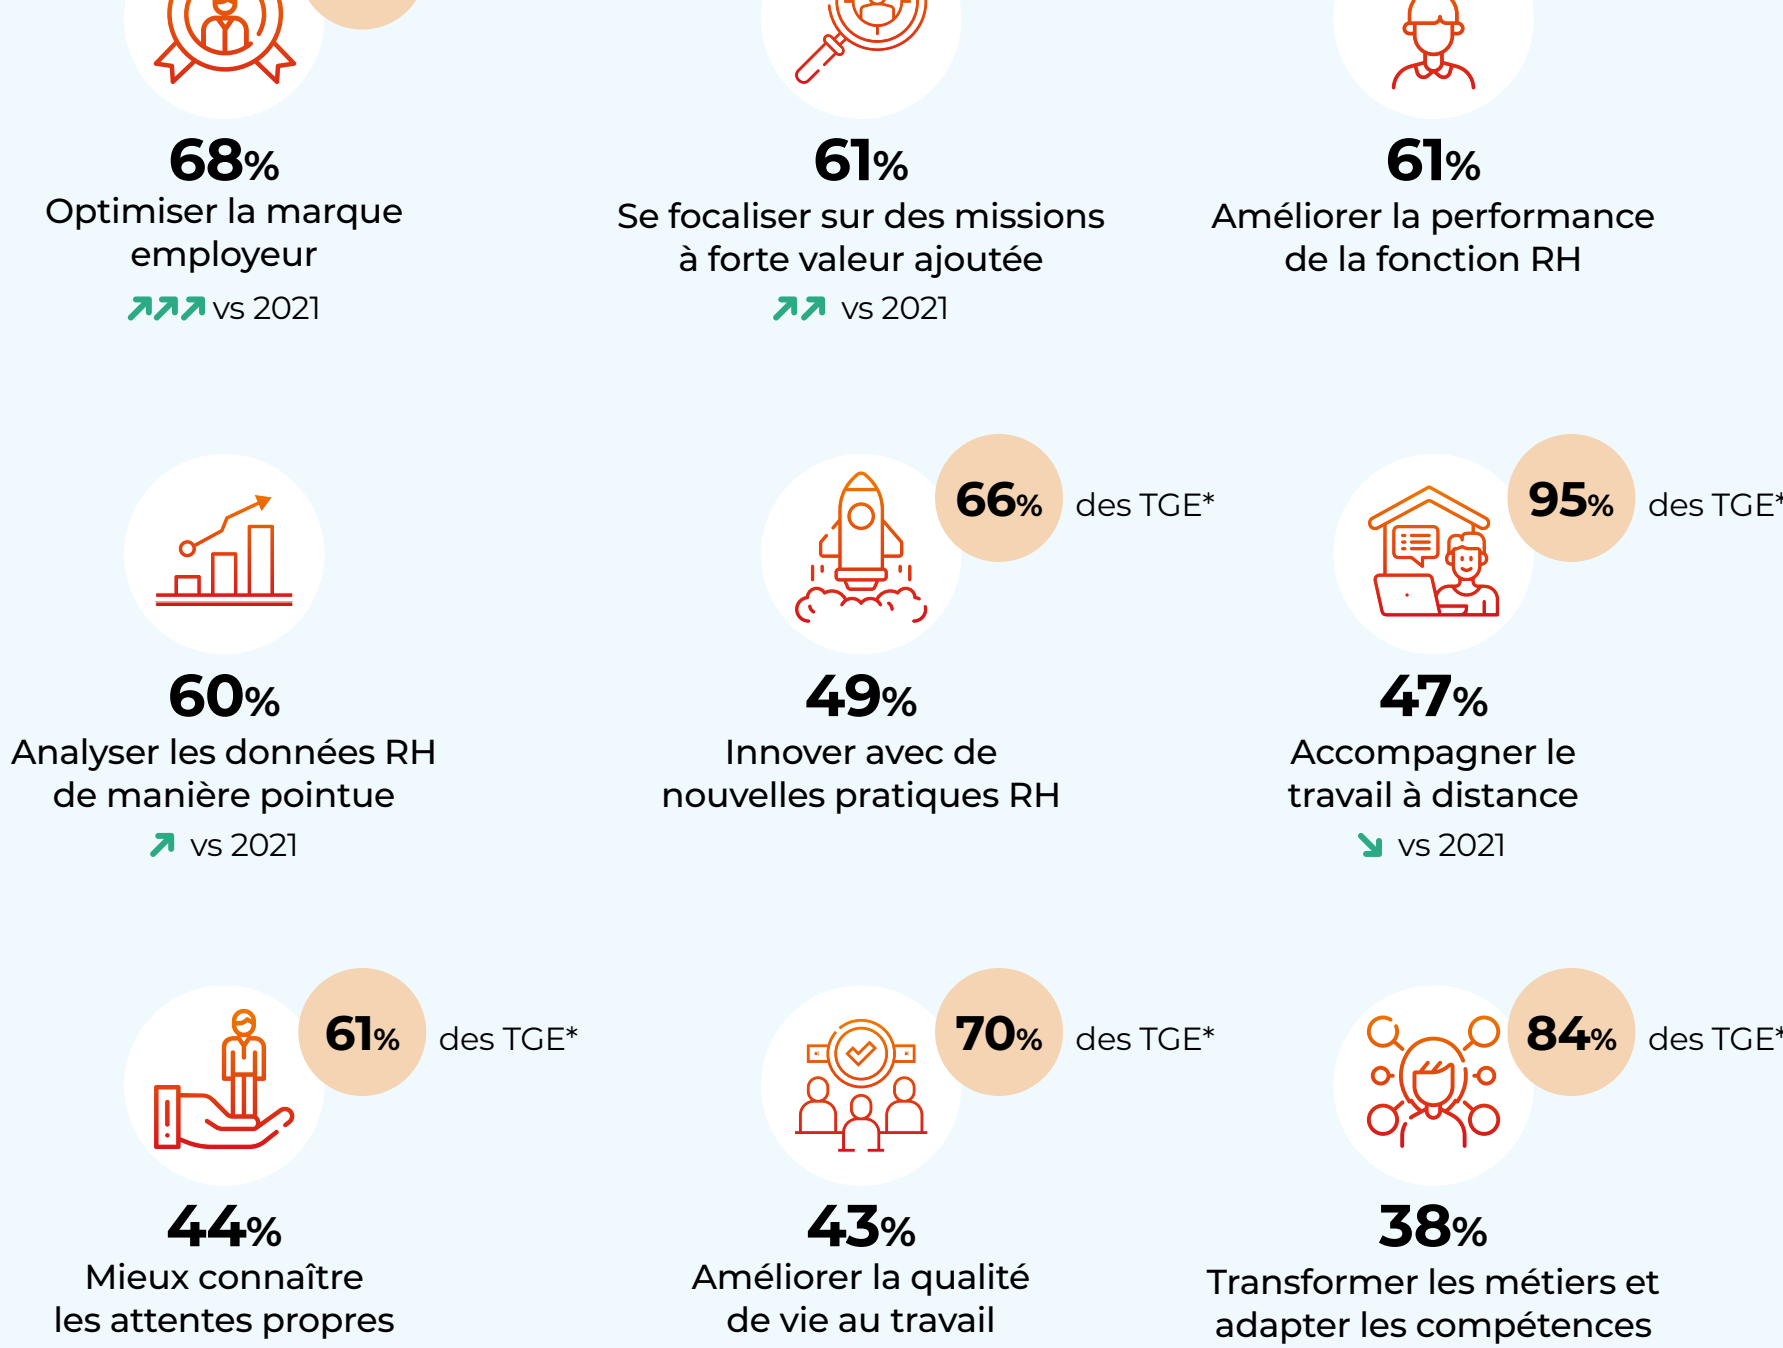 68%
Optimiser la marque
employeur
vs 2021
61%
Se focaliser sur des missions
à forte valeur ajoutée
vs 2021
61%
Améliorer la performance
de la fonction RH
60%
Analyser les données RH
de manière pointue
vs 2021
66% des TGE*
49%
Innover avec de
nouvelles pratiques RH
95% des TGE*
47%
Accompagner le
travail à distance
vs 2021
61% des TGE*
44%
Mieux connaître
les attentes propres
70% des TGE*
43%
Améliorer la qualité
de vie au travail
84% des TGE*
38%
Transformer les métiers et
adapter les compétences